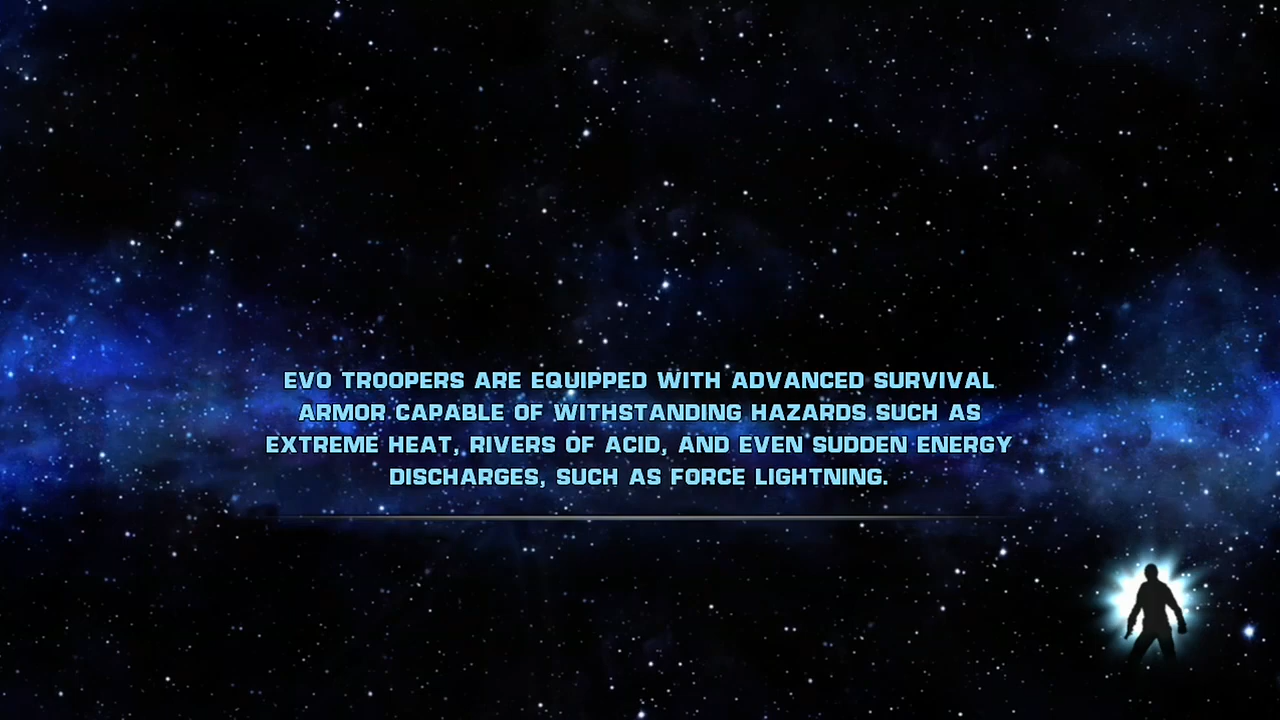 EVO TROOPERS ARE EQUIPPED WITH ADVANCED SURVIVAL
ARMOR CAPABLE OF WITHSTANDING HAZARDS SUCH AS
EXTREME HEAT, RIVERS OF ACID, AND EVEN SUDDEN ENERGY
DISCHARGES, SUCH AS FORCE LIGHTNING.